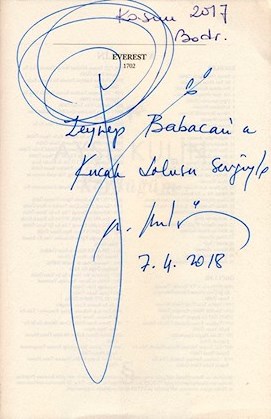 Kasım 2017
Bodr.
EVEREST
1702
Zeynep Babacan'a
Kucak Dolusu Sevgiyle
7.4.2018